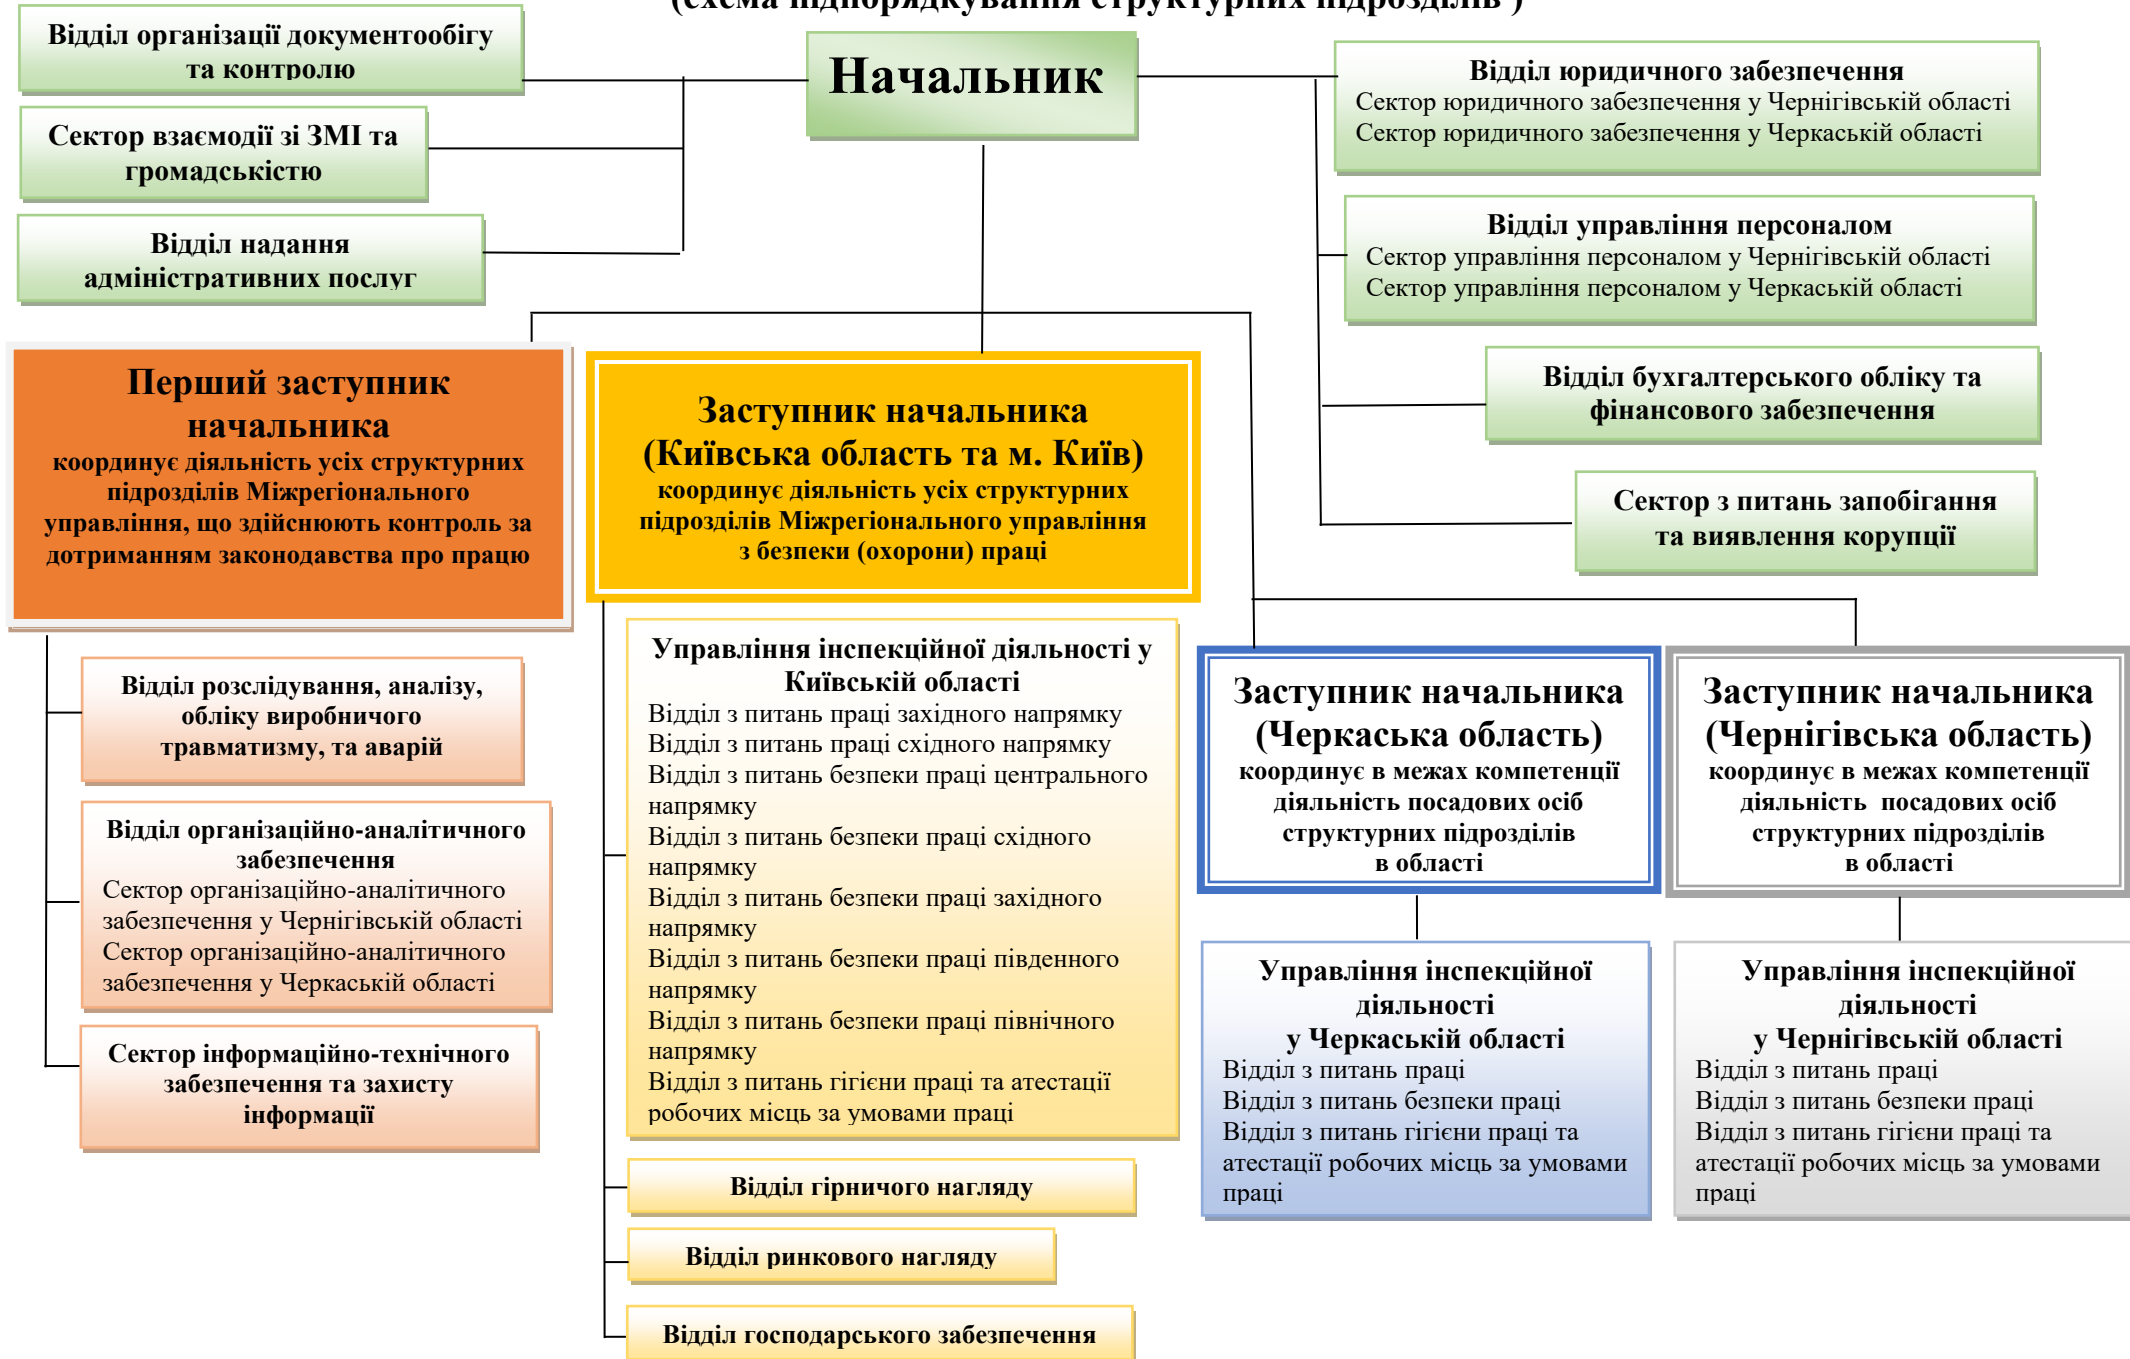 (схема підпорядкування структурних підрозділів )
Відділ організації документообігу
та контролю
Начальник
Сектор взаємодії зі ЗМІ та
громадськістю
Відділ надання
адміністративних послуг
Відділ юридичного забезпечення
Сектор юридичного забезпечення у Чернігівській області
Сектор юридичного забезпечення у Черкаській області
Відділ управління персоналом
Сектор управління персоналом у Чернігівській області
Сектор управління персоналом у Черкаській області
Відділ бухгалтерського обліку та
фінансового забезпечення
Сектор з питань запобігання
та виявлення корупції
Перший заступник
начальника
координує діяльність усіх структурних
підрозділів Міжрегіонального
управління, що здійснюють контроль за
дотриманням законодавства про працю
Заступник начальника
(Київська область та м. Київ)
координує діяльність усіх структурних
підрозділів Міжрегіонального управління
з безпеки (охорони) праці
Відділ розслідування, аналізу,
обліку виробничого
травматизму, та аварій
Відділ організаційно-аналітичного
забезпечення
Сектор організаційно-аналітичного
забезпечення у Чернігівській області
Сектор організаційно-аналітичного
забезпечення у Черкаській області
Сектор інформаційно-технічного
забезпечення та захисту
інформації
Управління інспекційної діяльності у
Київській області
Відділ з питань праці західного напрямку
Відділ з питань праці східного напрямку
Відділ з питань безпеки праці центрального
напрямку
Відділ з питань безпеки праці східного
напрямку
Відділ з питань безпеки праці західного
напрямку
Відділ з питань безпеки праці південного
напрямку
Відділ з питань безпеки праці північного
напрямку
Відділ з питань гігієни праці та атестації
робочих місць за умовами праці
Відділ гірничого нагляду
Відділ ринкового нагляду
Відділ господарського забезпечення
Заступник начальника
(Черкаська область)
координує в межах компетенції
діяльність посадових осіб
структурних підрозділів
в області
Управління інспекційної
діяльності
у Черкаській області
Відділ з питань праці
Відділ з питань безпеки праці
Відділ з питань гігієни праці та
атестації робочих місць за умовами
праці
Заступник начальника
(Чернігівська область)
координує в межах компетенції
діяльність  посадових осіб
структурних підрозділів
в області
Управління інспекційної
діяльності
у Чернігівській області
Відділ з питань праці
Відділ з питань безпеки праці
Відділ з питань гігієни праці та
атестації робочих місць за умовами
праці